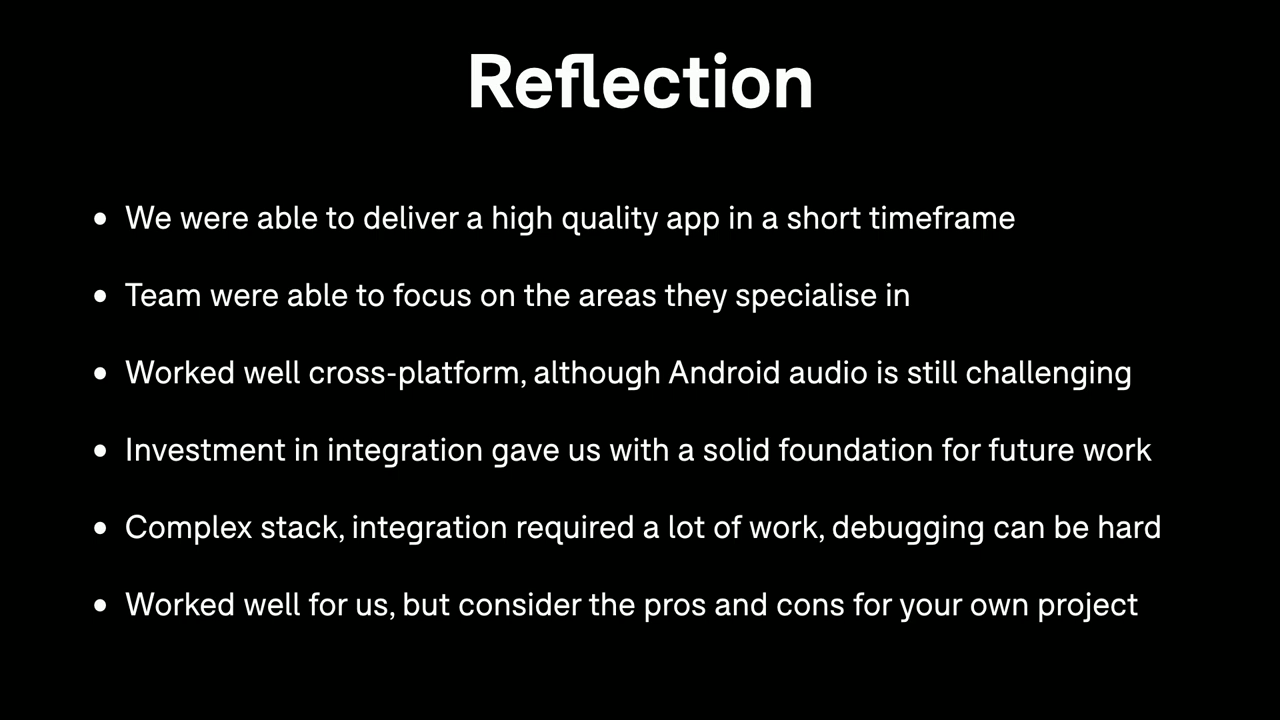 Reflection
• We were able to deliver a high quality app in a short timeframe
• Team were able to focus on the areas they specialise in
• Worked well cross-platform, although Android audio is still challenging
• Investment in integration gave us with a solid foundation for future work
• Complex stack, integration required a lot of work, debugging can be hard
• Worked well for us, but consider the pros and cons for your own project